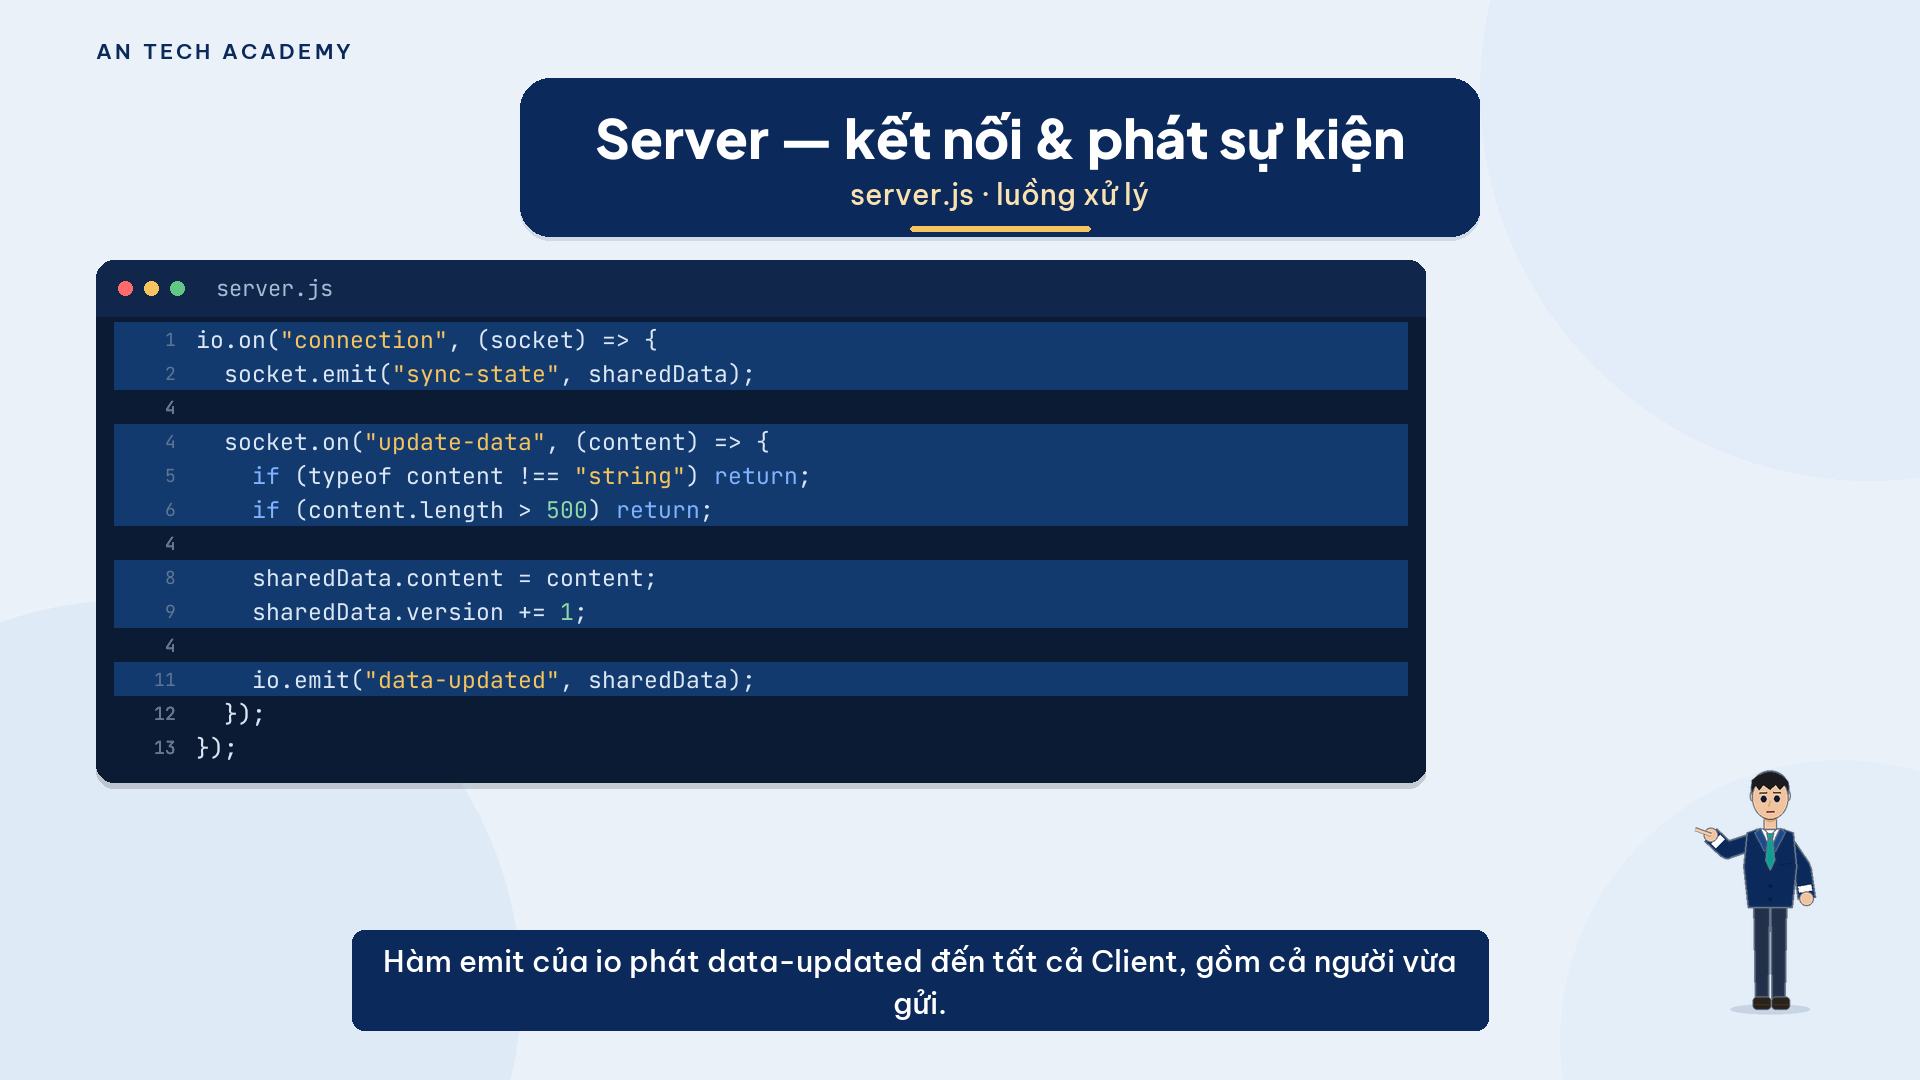 AN TECH ACADEMY
Server — kết nối & phát sự kiện
server.js · luồng xử lý
server.js
1 io.on("connection", (socket) => {
2 socket.emit("sync-state", sharedData);
4
4 socket.on("update-data", (content) => {
5 if (typeof content !== "string") return;
6 if (content.length > 500) return;
4
8 sharedData.content = content;
9 sharedData.version += 1;
4
11 io.emit("data-updated", sharedData);
12 });
13 });
Hàm emit của io phát data-updated đến tất cả Client, gồm cả người vừa
gửi.